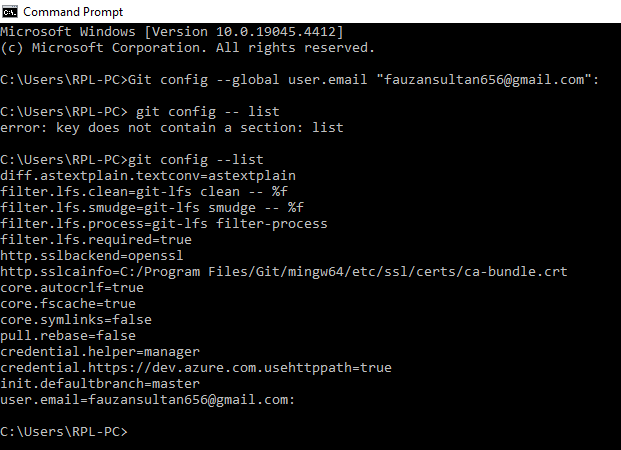 Command Prompt
Microsoft Windows [Version 10.0.19045.4412]
(c) Microsoft Corporation. All rights reserved.
C:\Users\RPL-PC>Git config --global user.email "fauzansultan656@gmail.com":
C:\Users\RPL-PC> git config -- list
error: key does not contain a section: list
C:\Users\RPL-PC>git config --list
diff.astextplain.textconv=astextplain
filter.lfs.clean=git-lfs clean -- %f
filter.lfs.smudge=git-lfs smudge -- %f
filter.lfs.process=git-lfs filter-process
filter.lfs.required=true
http.sslbackend=openssl
http.sslcainfo=C:/Program Files/Git/mingw64/etc/ssl/certs/ca-bundle.crt
core.autocrlf=true
core.fscache=true
core.symlinks=false
pull.rebase=false
credential.helper=manager
credential.https://dev.azure.com.usehttppath=true
init.defaultbranch=master
user.email=fauzansultan656@gmail.com:
C:\Users\RPL-PC>